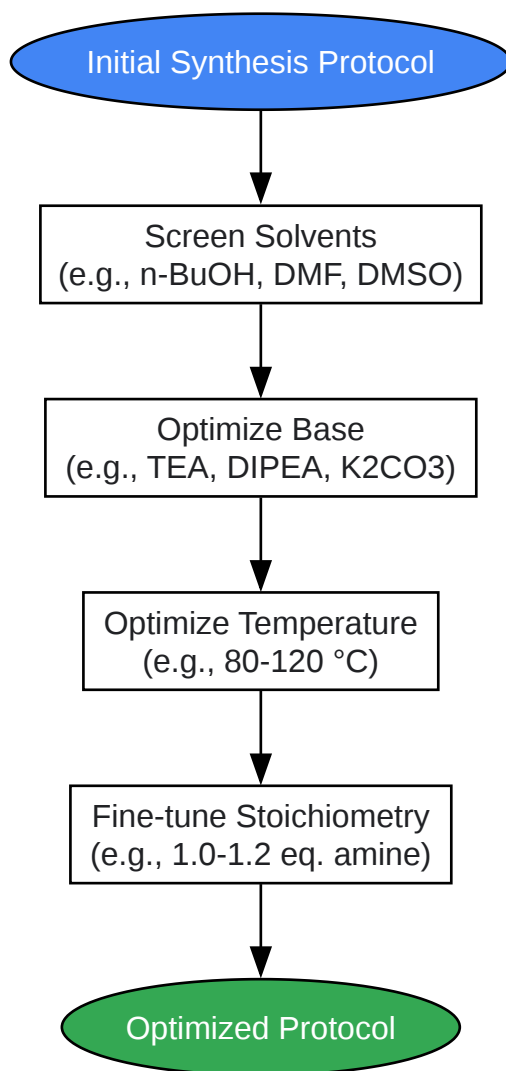 Initial Synthesis Protocol
Screen Solvents
(e.g., n-BuOH, DMF, DMSO)
Optimize Base
(e.g., TEA, DIPEA, K2CO3)
Optimize Temperature
(e.g., 80-120 °C)
Fine-tune Stoichiometry
(e.g., 1.0-1.2 eq. amine)
Optimized Protocol